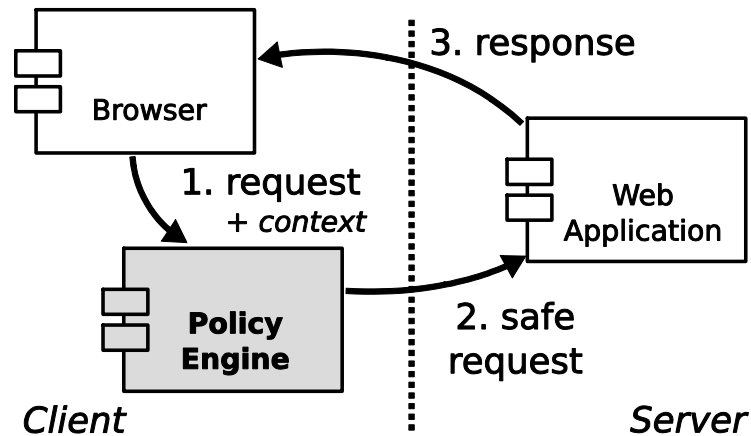 3. response
Browser
1. request
+ context
Web
Application
Policy
Engine
2. safe
request
Client
Server